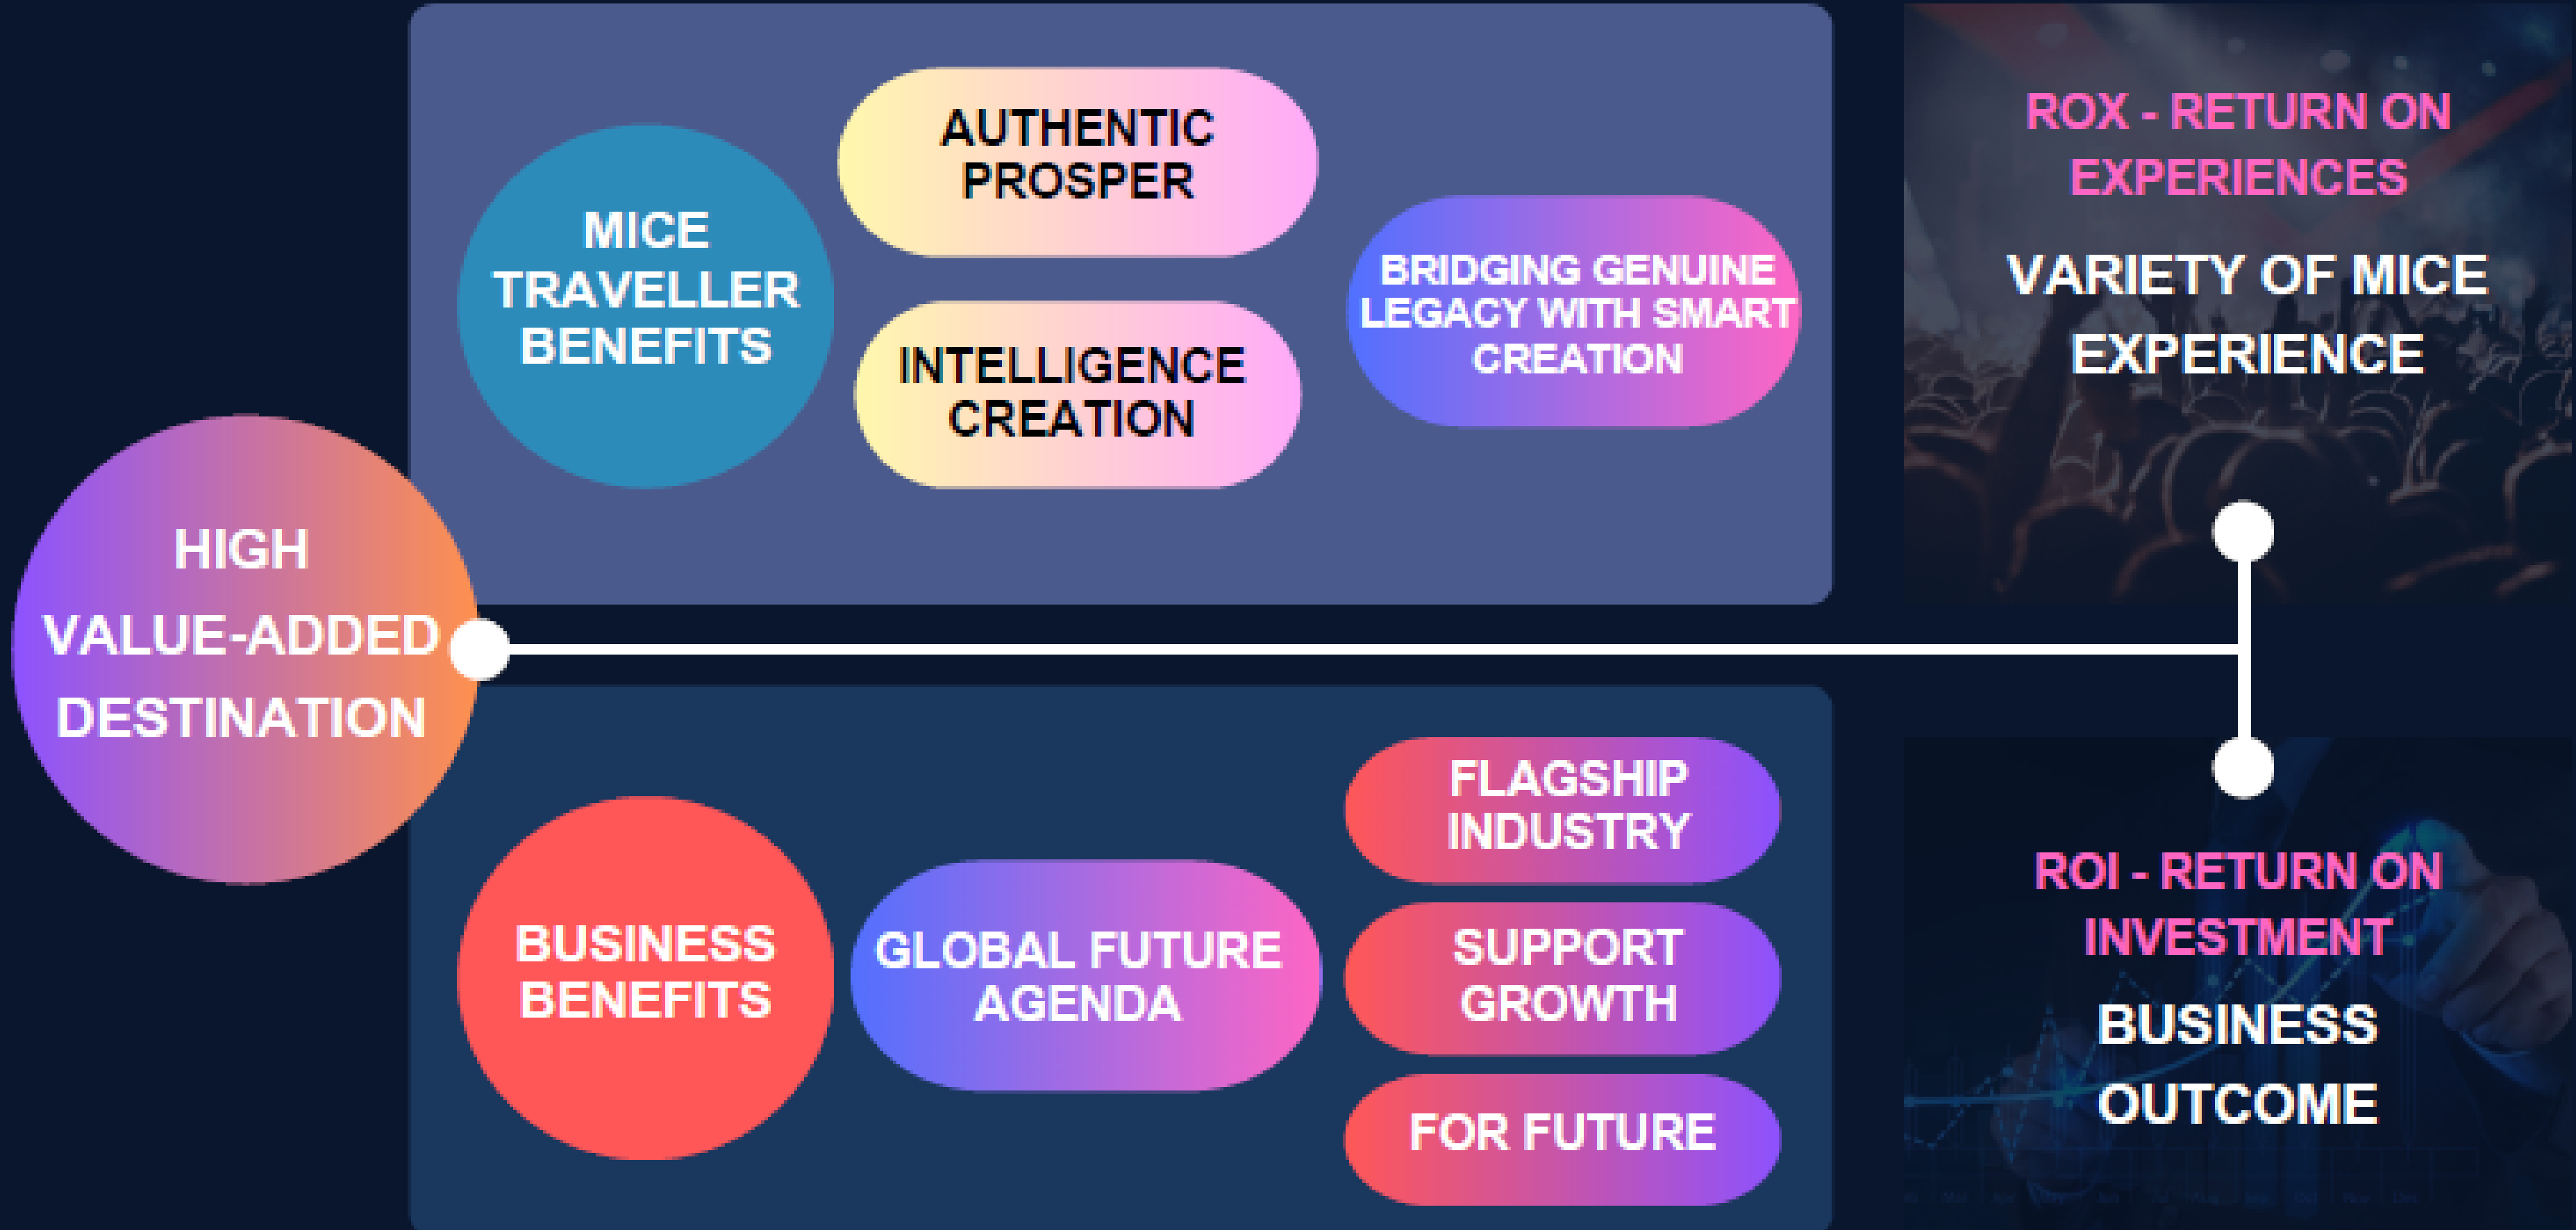 HIGH
VALUE-ADDED
DESTINATION
MICE
TRAVELLER
BENEFITS
AUTHENTIC
PROSPER
INTELLIGENCE
CREATION
BRIDGING GENUINE
LEGACY WITH SMART
CREATION
ROX - RETURN ON
EXPERIENCES
VARIETY OF MICE
EXPERIENCE
BUSINESS
BENEFITS
GLOBAL FUTURE
AGENDA
FLAGSHIP
INDUSTRY
SUPPORT
GROWTH
FOR FUTURE
ROI - RETURN ON
INVESTMENT
BUSINESS
OUTCOME